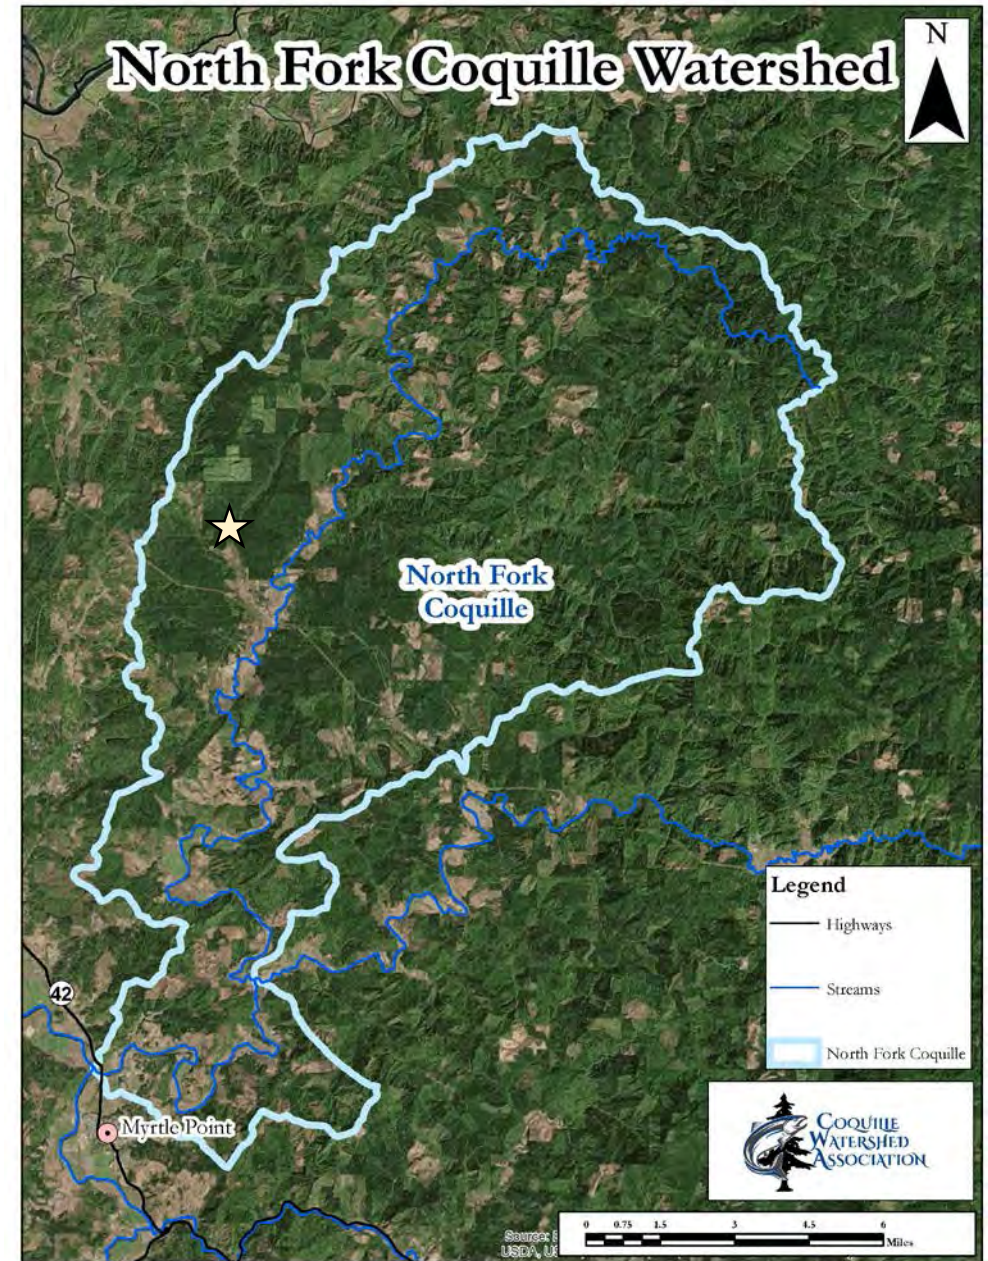 North Fork Coquille Watershed
N
North Fork
Coquille
42
Myrtle Point
Legend
Highways
Streams
North Fork Coquille
COQUILLE
WATERSHED
ASSOCIATION
Source:
USDA,
0 0.75 1.5 3 4.5 6
Miles